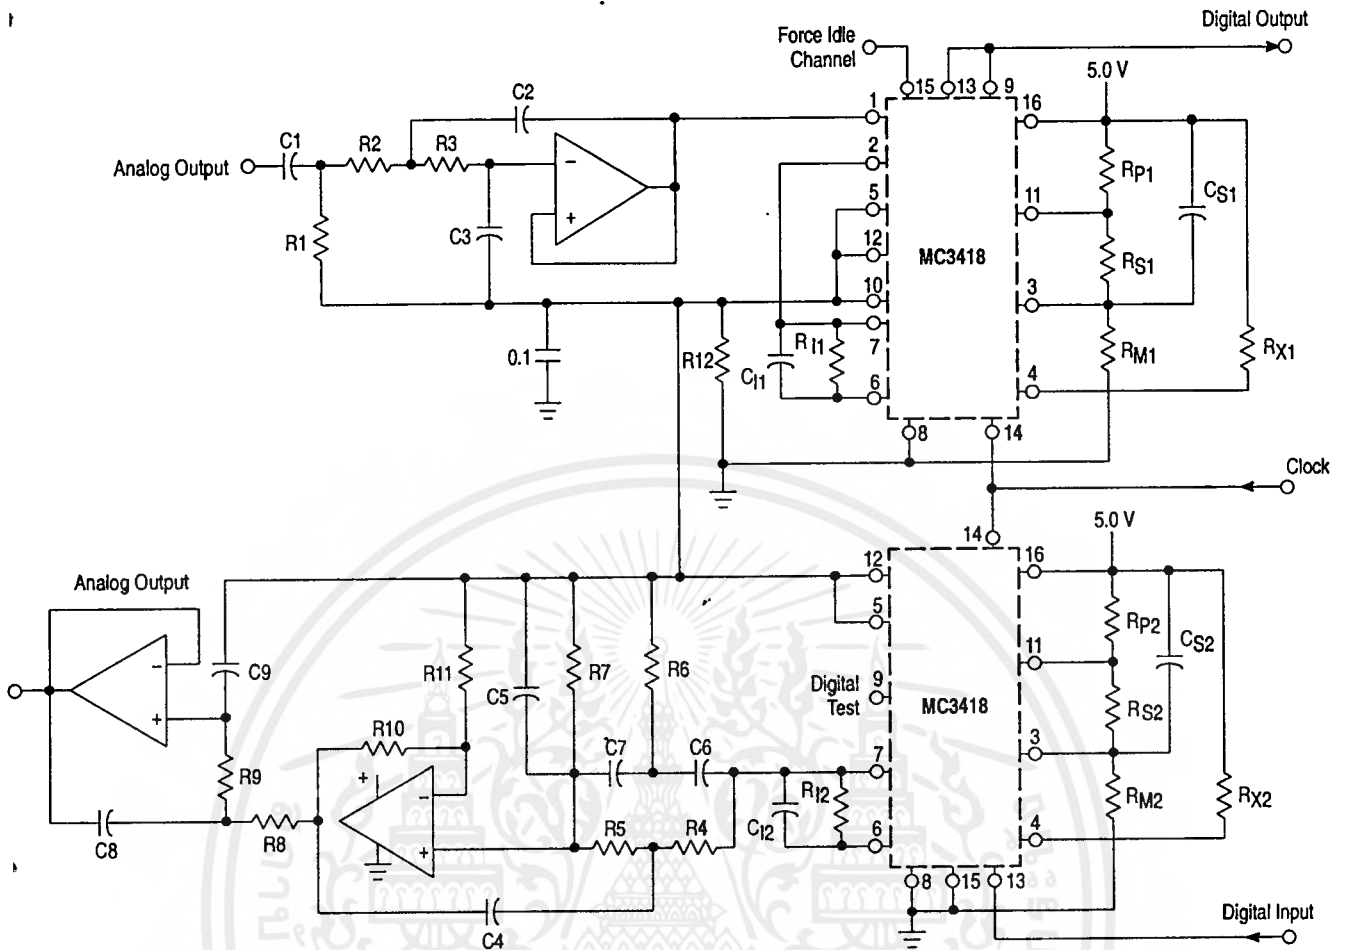 Digital Output
Force Idle
Channel
5.0 V
15 13 9
1 16
C2
C1 R2 R3
Analog Output
2
RP1
CS1
5 11
R1 C3
12 MC3418
RS1
10 3
0.1 R12 CI1 RI1 7
RM1 RX1
6 4
8 14
Clock
5.0 V
14
12 16
Analog Output
5
RP2
CS2
C9 R11 C5 R7 R6
11
Digital
Test
9
MC3418
RS2
R10
3
C7 C6
7
R9
RI2
RM2 RX2
CI2
R8 R5 R4
6 4
C8
8 15 13
C4
Digital Input